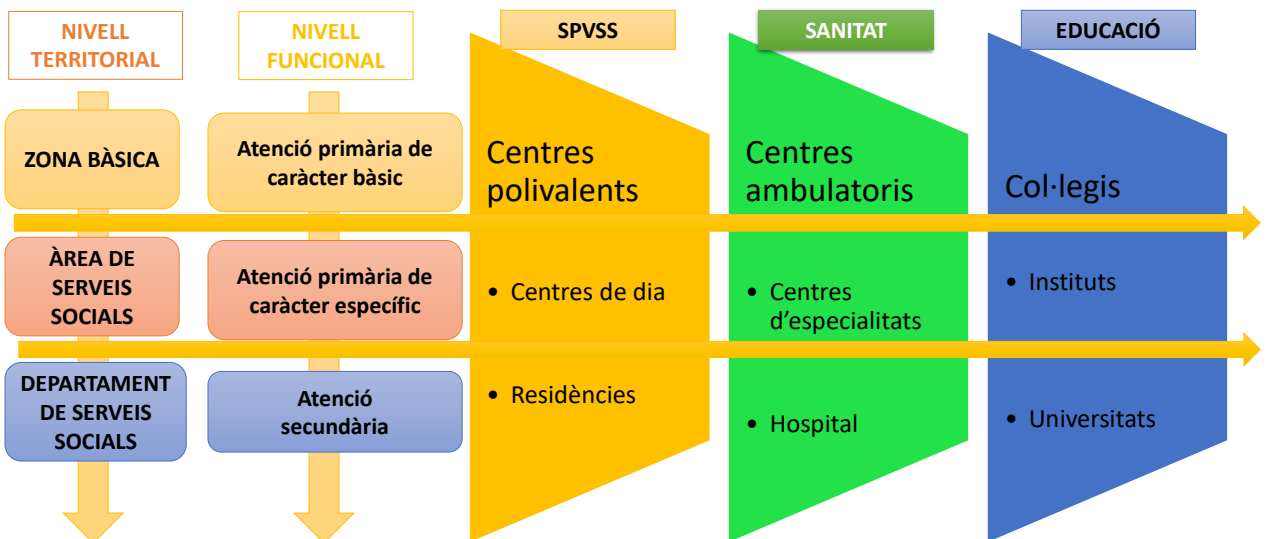 NIVELL
TERRITORIAL
NIVELL
FUNCIONAL
SPVSS
SANITAT
EDUCACIÓ
ZONA BÀSICA
Atenció primària de
caràcter bàsic
Centres
polivalents
Centres
ambulatoris
Col·legis
ÀREA DE
SERVEIS
SOCIALS
Atenció primària de
caràcter específic
• Centres de dia
• Centres
d'especialitats
• Instituts
DEPARTAMENT
DE SERVEIS
SOCIALS
Atenció
secundària
• Residències
• Hospital
• Universitats